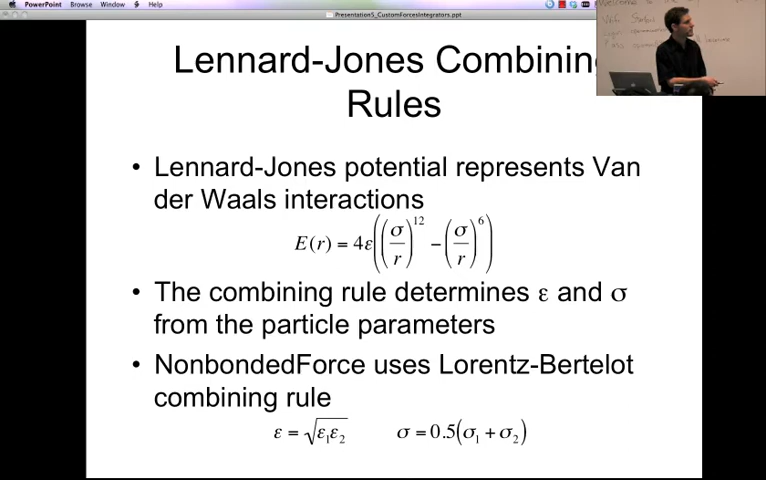 PowerPoint Browse Window Help
Presentation5_CustomForcesIntegrators.ppt
Welcome
Lennard-Jones Combining
Rules
• Lennard-Jones potential represents Van
der Waals interactions
E(r) = 4ε((σ/r)^12 − (σ/r)^6)
• The combining rule determines ε and σ
from the particle parameters
• NonbondedForce uses Lorentz-Bertelot
combining rule
ε = √ε₁ε₂ σ = 0.5(σ₁ + σ₂)